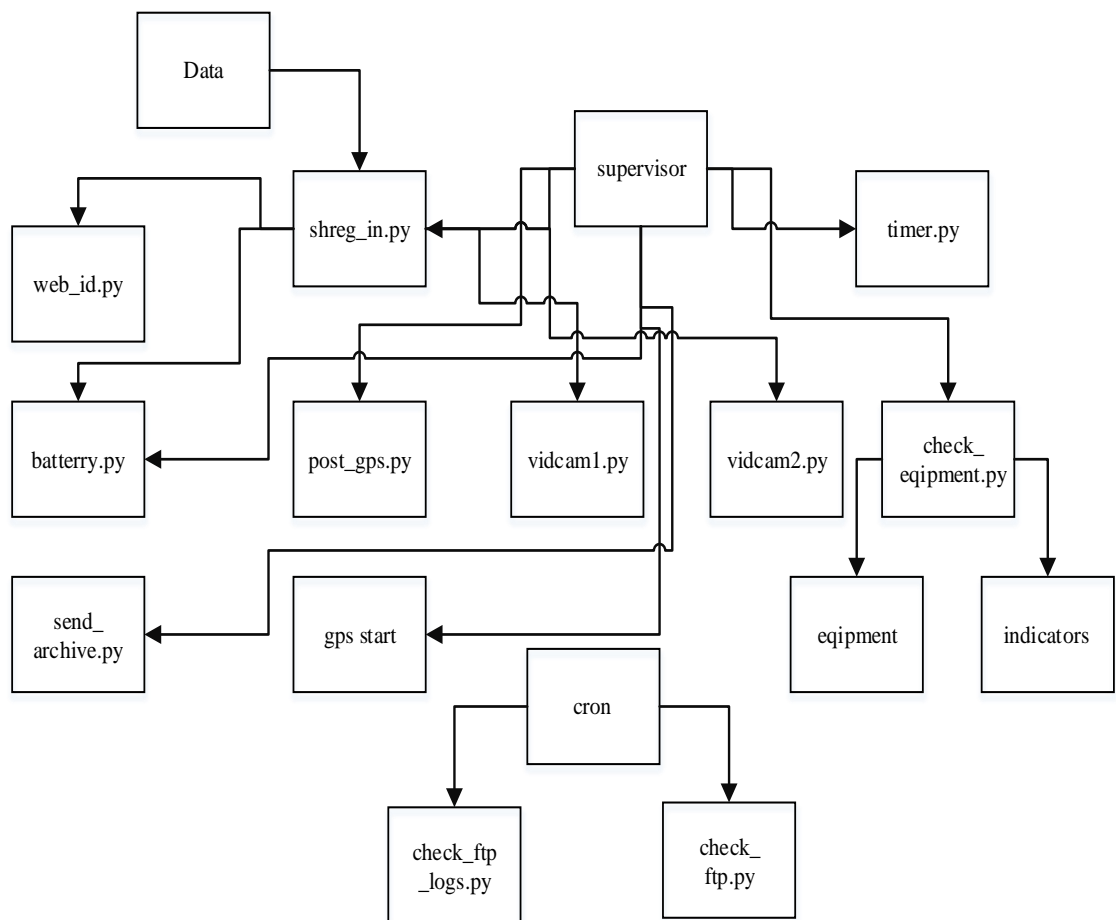 Data
supervisor
shreg_in.py
timer.py
web_id.py
batterry.py
post_gps.py
vidcam1.py
vidcam2.py
check_
eqipment.py
send_
archive.py
gps start
eqipment
indicators
cron
check_ftp
_logs.py
check_
ftp.py